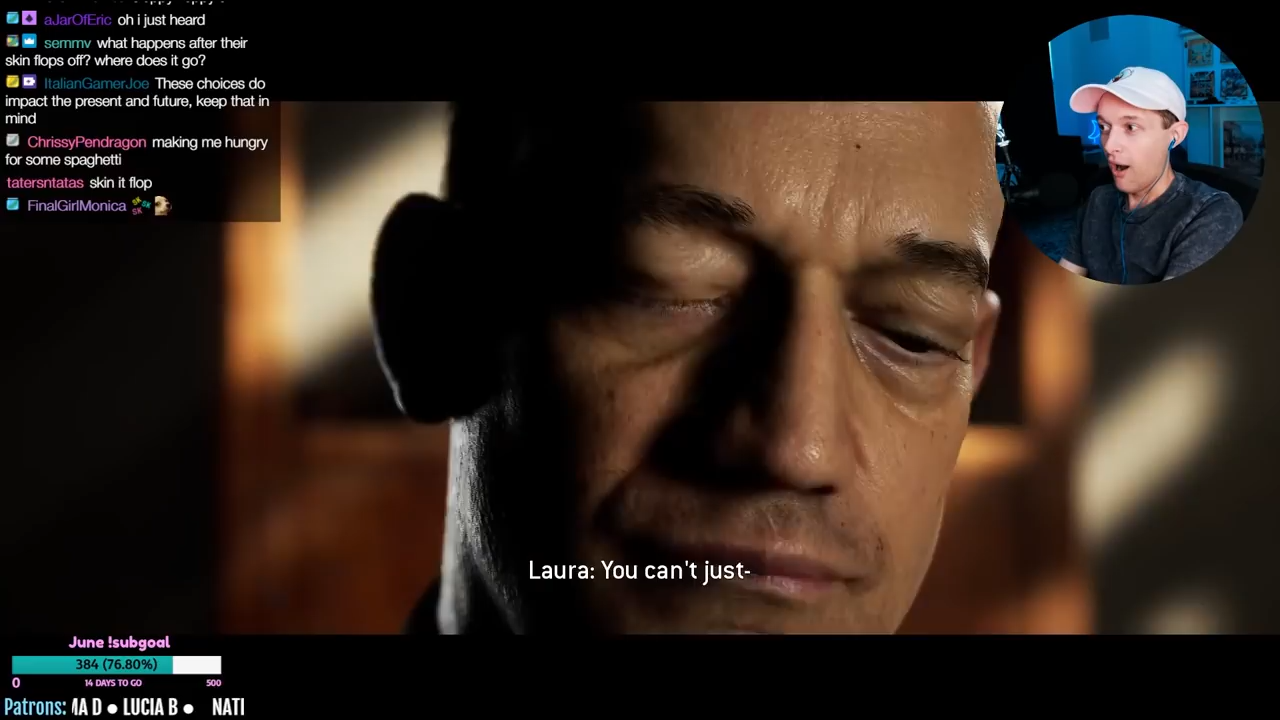 aJarOfEric oh i just heard
semmv what happens after their
skin flops off? where does it go?
ItalianGamerJoe These choices do
impact the present and future, keep that in
mind
ChrissyPendragon making me hungry
for some spaghetti
tatersntatas skin it flop
FinalGirlMonica
Laura: You can't just-
June !subgoal
384 (76.80%)
0 14 DAYS TO GO 500
Patrons: MA D ● LUCIA B ● NATI